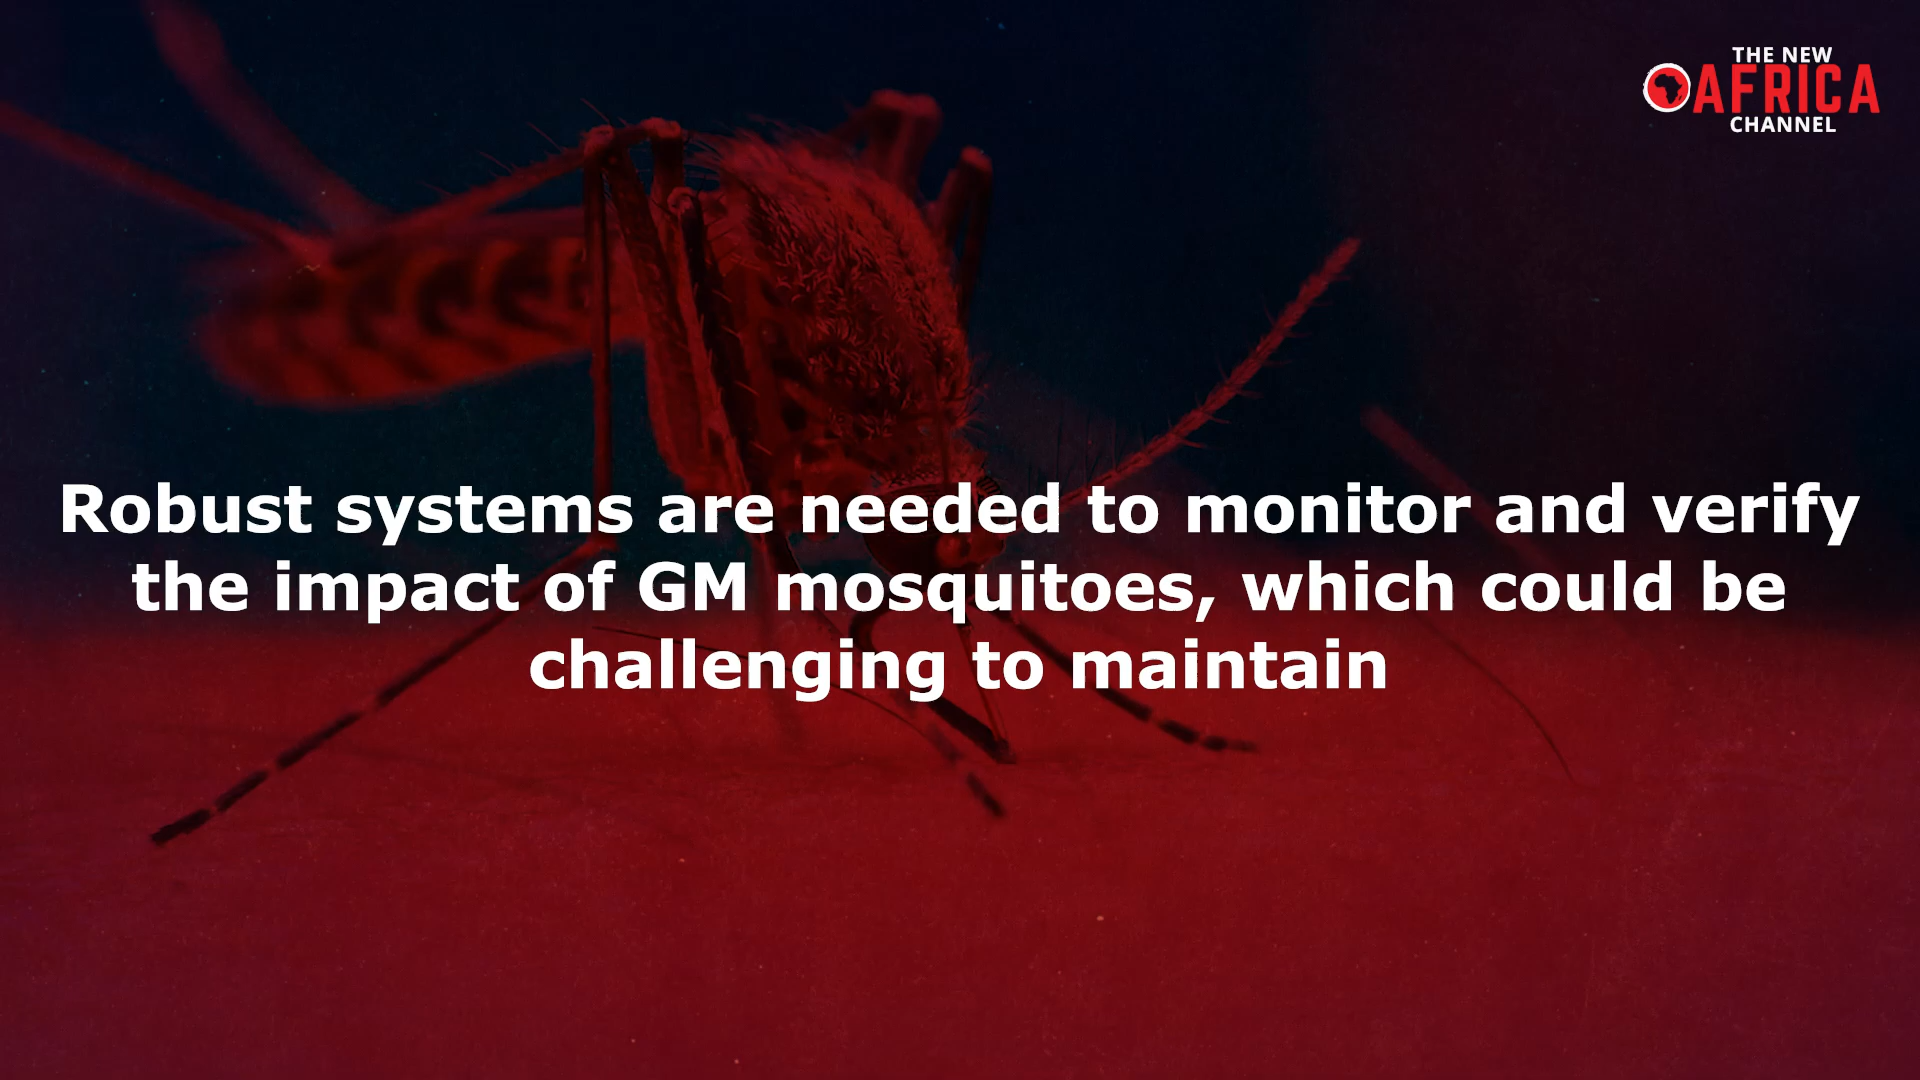 THE NEW
AFRICA
CHANNEL
Robust systems are needed to monitor and verify
the impact of GM mosquitoes, which could be
challenging to maintain